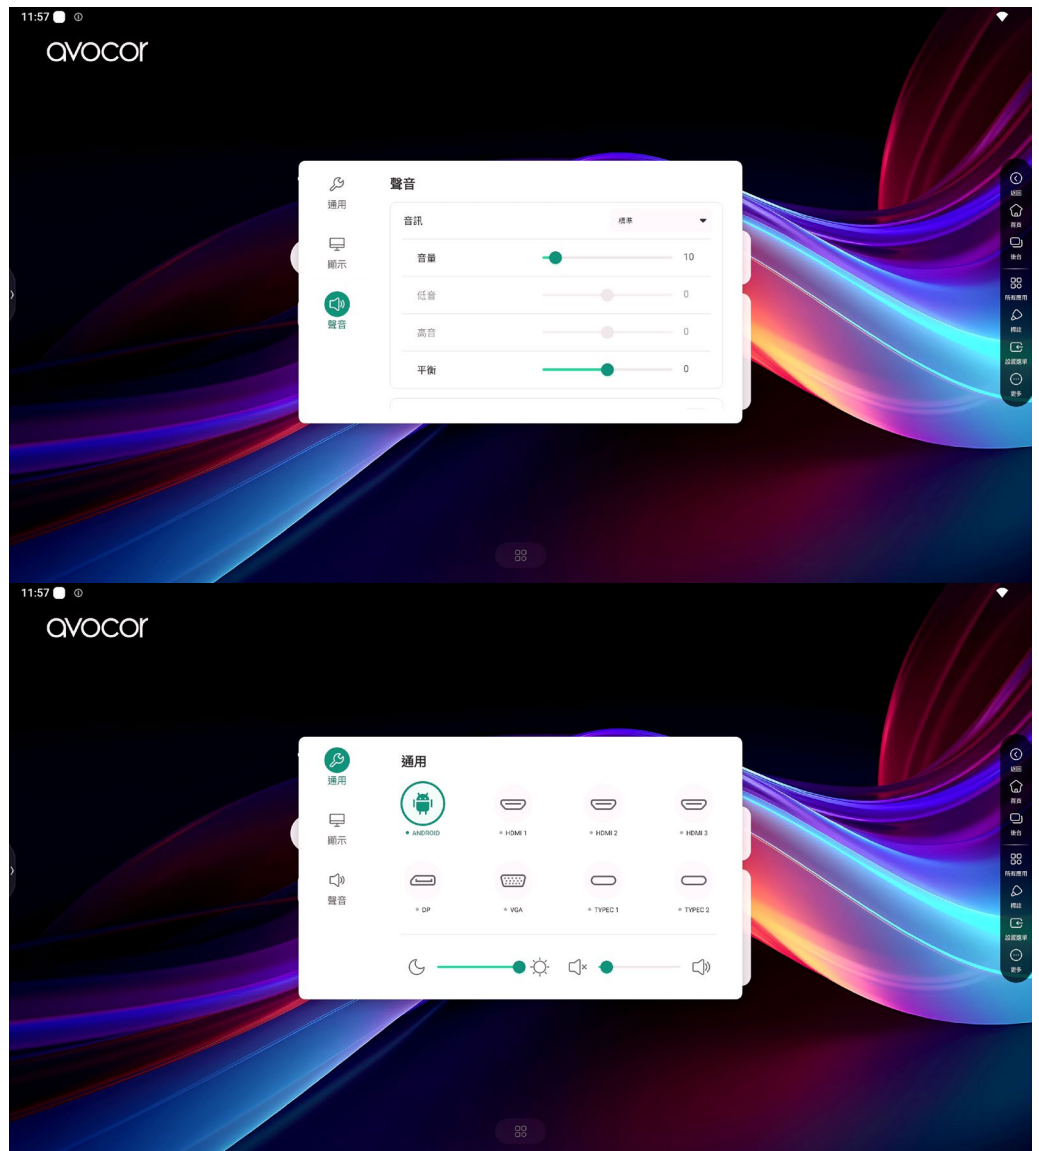 11:57
avocor
聲音
通用
音訊
標準
音量
10
顯示
低音
0
聲音
高音
0
平衡
0
返回
首頁
後台
所有應用
標註
設置選單
更多
11:57
avocor
通用
通用
ANDROID
HDMI 1
HDMI 2
HDMI 3
顯示
聲音
DP
VGA
TYPEC 1
TYPEC 2
返回
首頁
後台
所有應用
標註
設置選單
更多